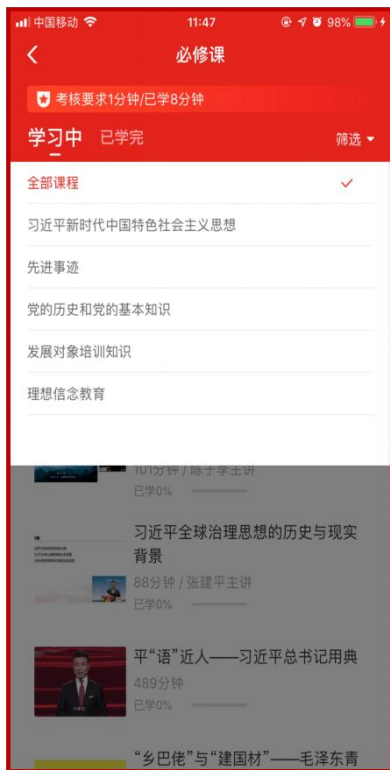 中国移动 11:47 98%
必修课
考核要求1分钟/已学8分钟
学习中 已学完 筛选
全部课程
习近平新时代中国特色社会主义思想
先进事迹
党的历史和党的基本知识
发展对象培训知识
理想信念教育
101分钟 / 陈子季主讲
已学0%
习近平全球治理思想的历史与现实
背景
88分钟 / 张建平主讲
已学0%
平“语”近人——习近平总书记用典
489分钟
已学0%
“乡巴佬”与“建国材”——毛泽东青